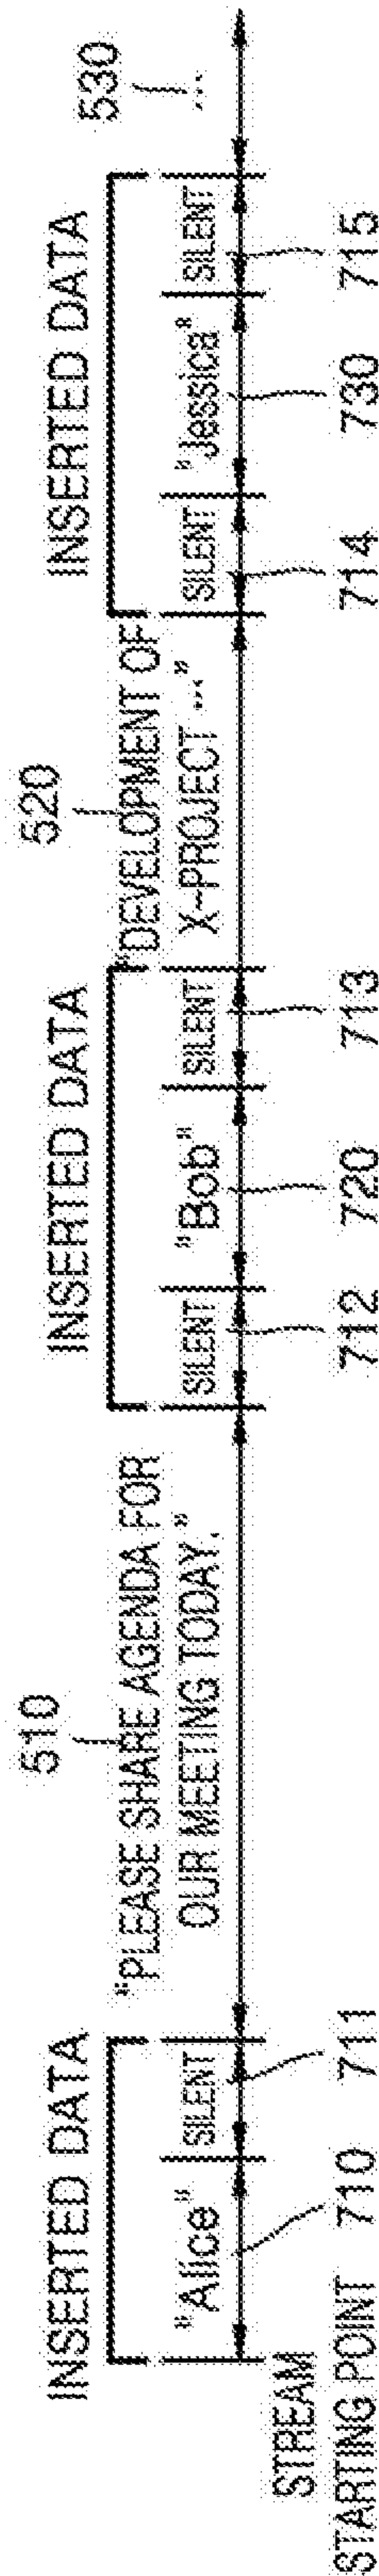 INSERTED DATA
"Alice"
SILENT
STREAM
STARTING POINT
710
711
510
"PLEASE SHARE AGENDA FOR
OUR MEETING TODAY."
INSERTED DATA
SILENT
"Bob"
SILENT
712
720
713
520
"DEVELOPMENT OF
X-PROJECT ..."
INSERTED DATA
SILENT
"Jessica"
SILENT
714
730
715
530
...